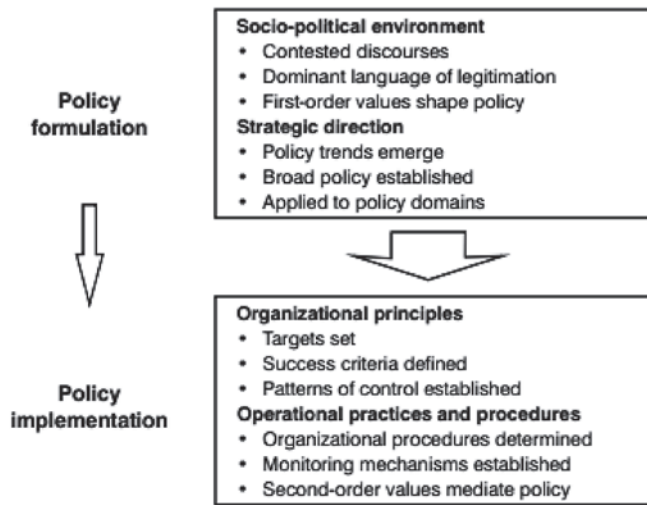 Policy
formulation
Socio-political environment
• Contested discourses
• Dominant language of legitimation
• First-order values shape policy
Strategic direction
• Policy trends emerge
• Broad policy established
• Applied to policy domains
Policy
implementation
Organizational principles
• Targets set
• Success criteria defined
• Patterns of control established
Operational practices and procedures
• Organizational procedures determined
• Monitoring mechanisms established
• Second-order values mediate policy